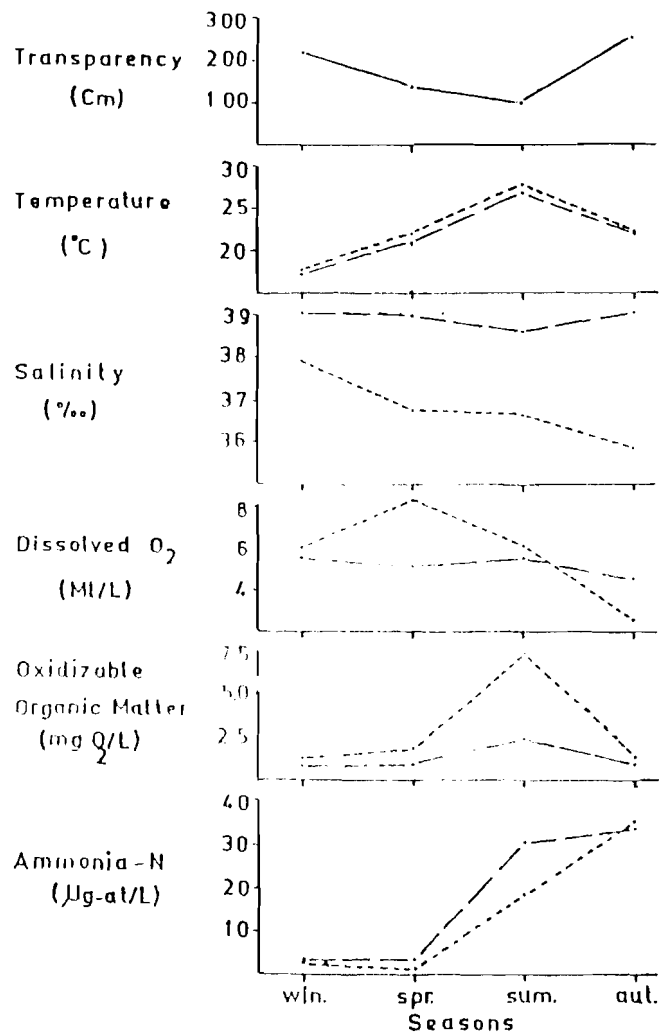 300
Transparency
200
(Cm)
100
30
Temperature
25
(°C)
20
39
38
Salinity
37
(‰)
36
8
Dissolved O2
6
(Ml/L)
4
7.5
Oxidizable
5.0
Organic Matter
(mg O2/L)
2.5
40
30
Ammonia-N
(µg-at/L)
20
10
win. spr. sum. aut.
Seasons